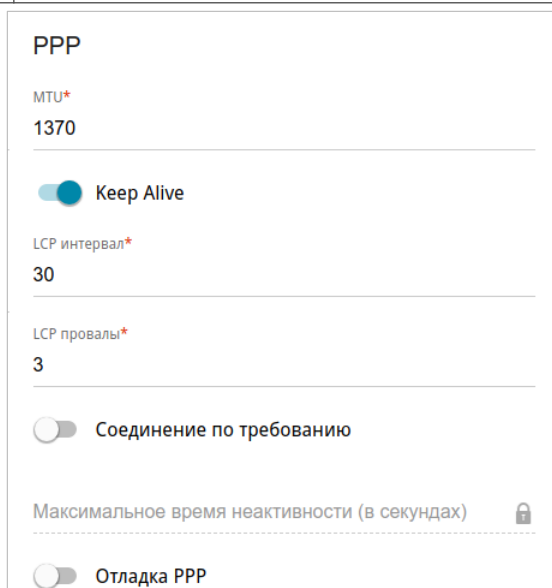 PPP
MTU*
1370
Keep Alive
LCP интервал*
30
LCP провалы*
3
Соединение по требованию
Максимальное время неактивности (в секундах)
Отладка PPP